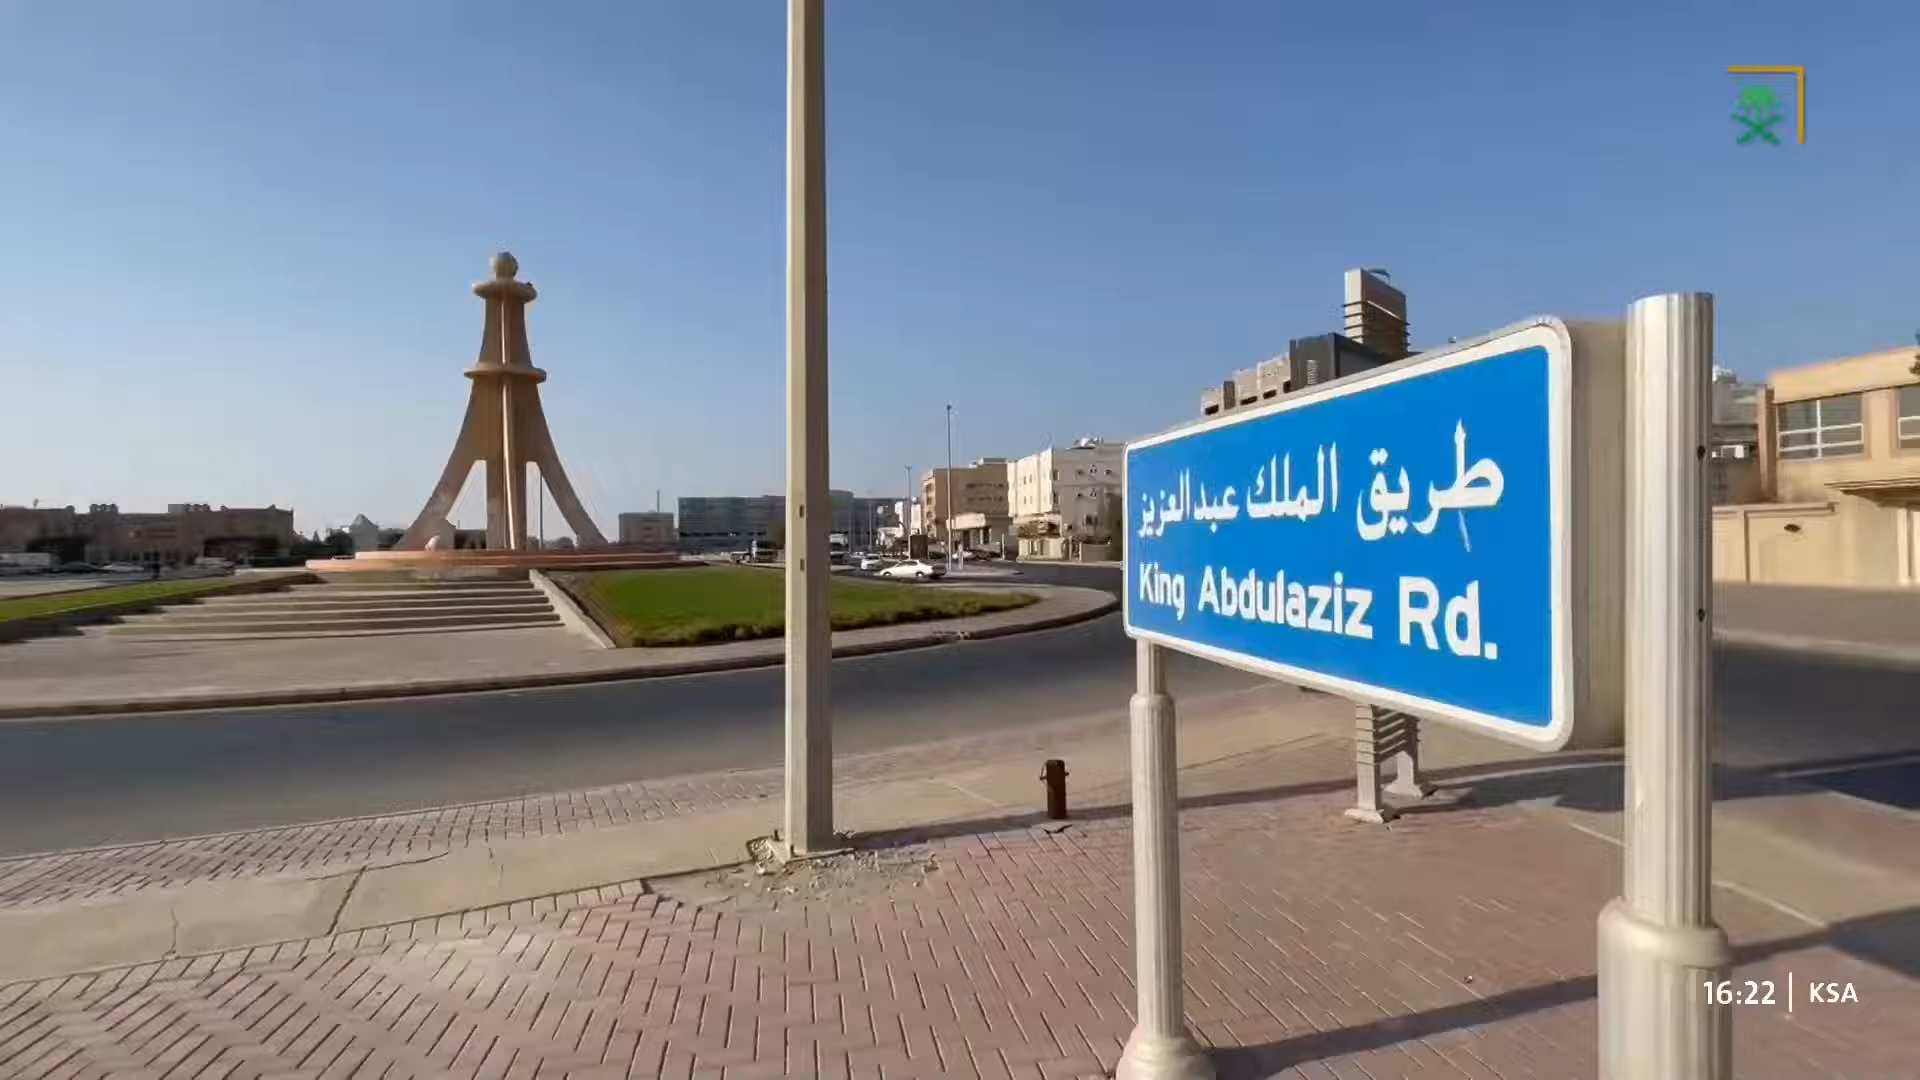 طريق الملك عبدالعزيز
King Abdulaziz Rd.
16:22 | KSA